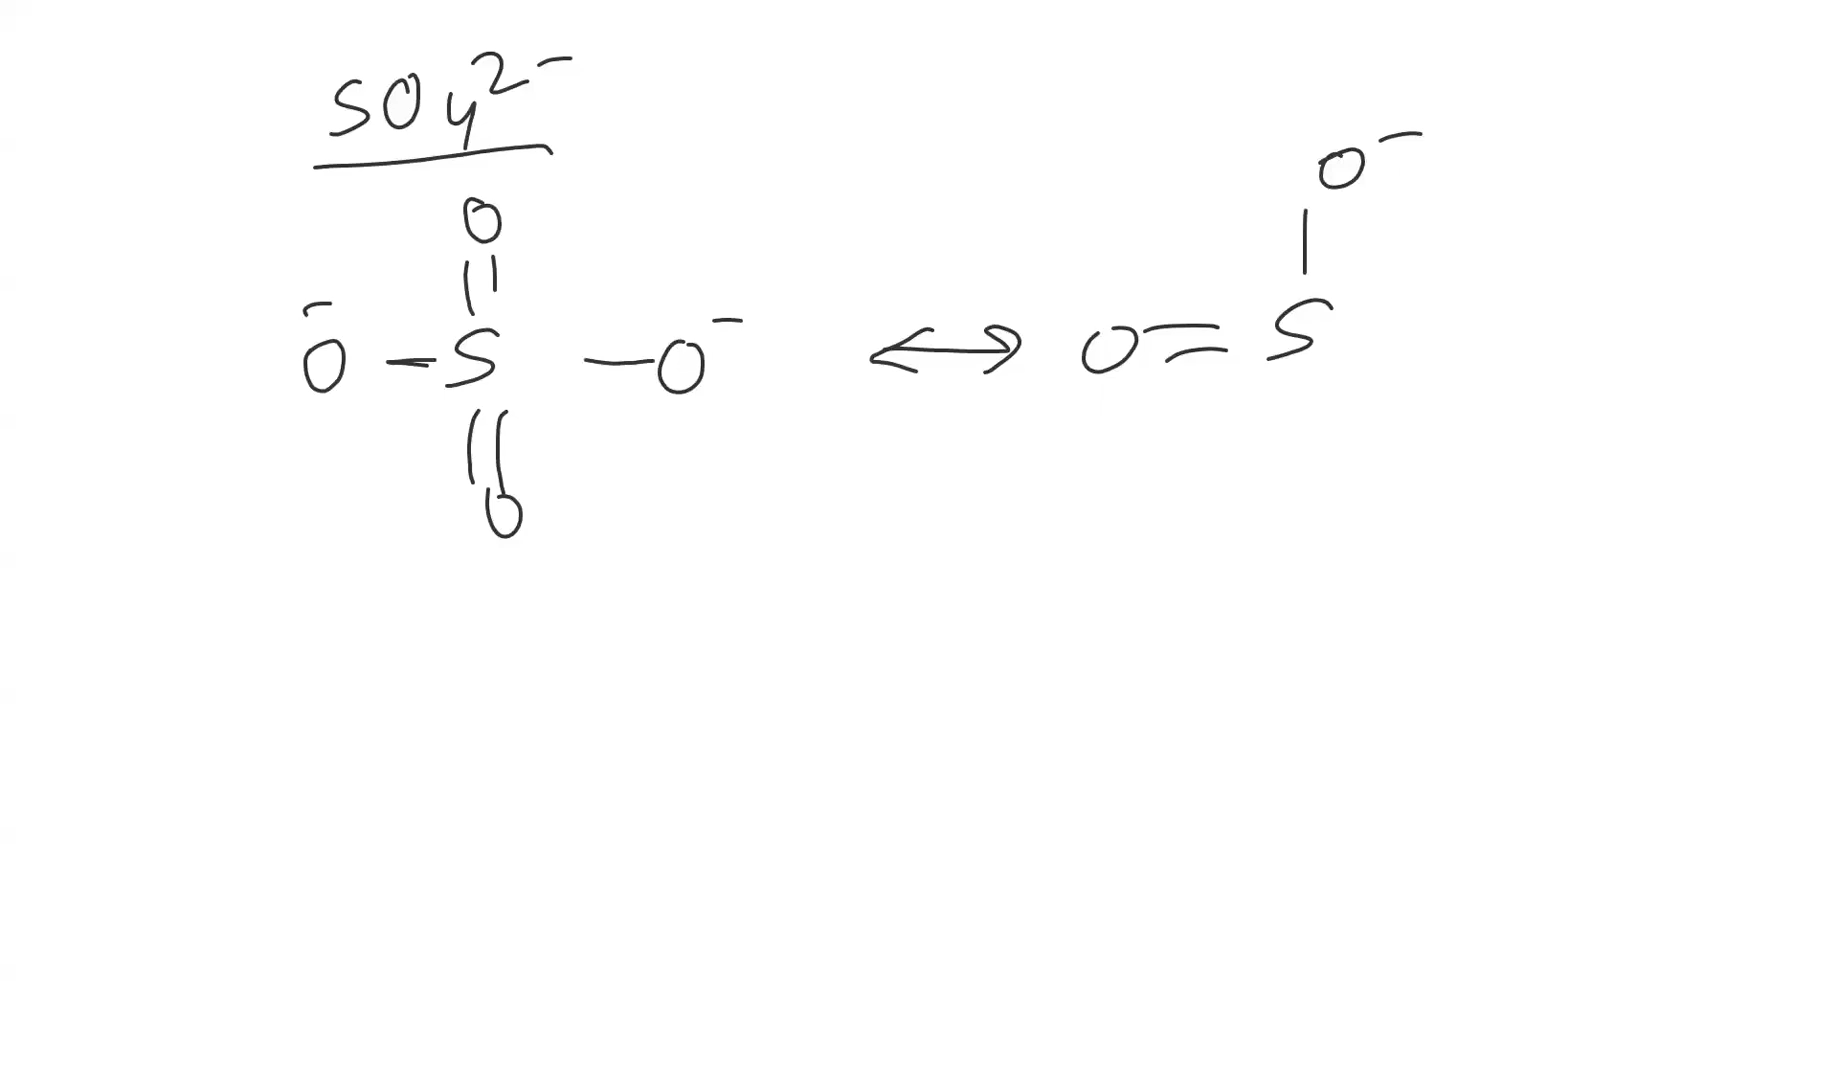 SO4 2-
O O-
O- - S - O- ↔ O = S
O